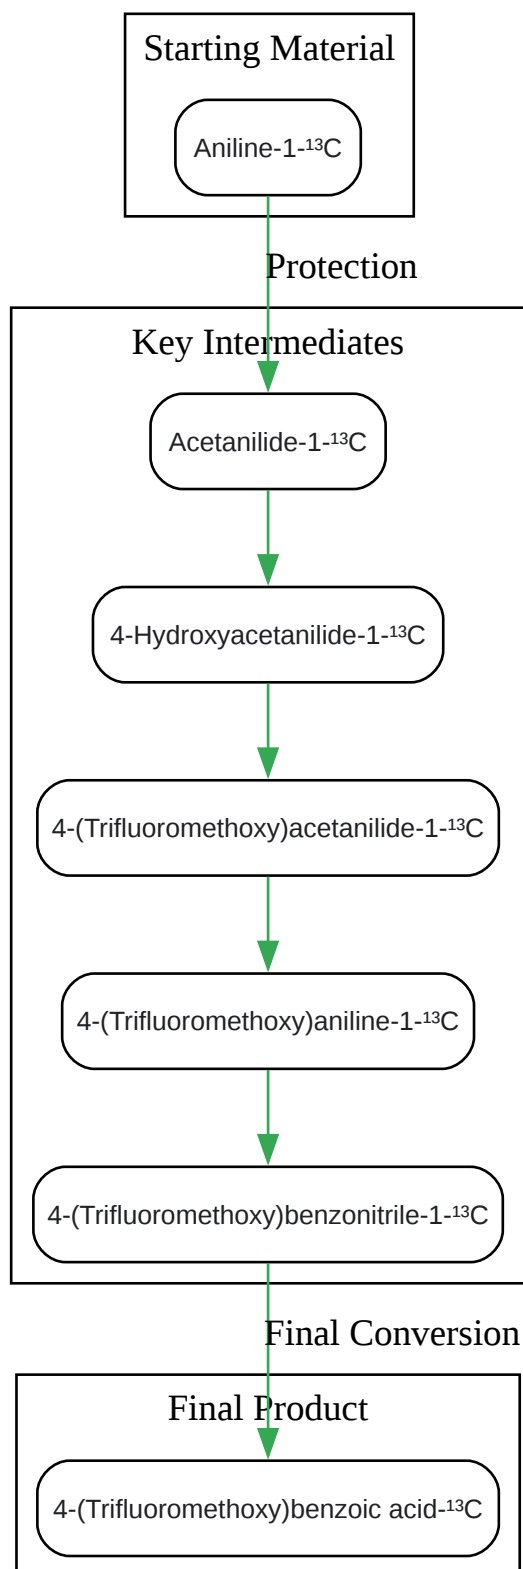 Starting Material
Aniline-1-¹³C
Protection
Key Intermediates
Acetanilide-1-¹³C
4-Hydroxyacetanilide-1-¹³C
4-(Trifluoromethoxy)acetanilide-1-¹³C
4-(Trifluoromethoxy)aniline-1-¹³C
4-(Trifluoromethoxy)benzonitrile-1-¹³C
Final Conversion
Final Product
4-(Trifluoromethoxy)benzoic acid-¹³C